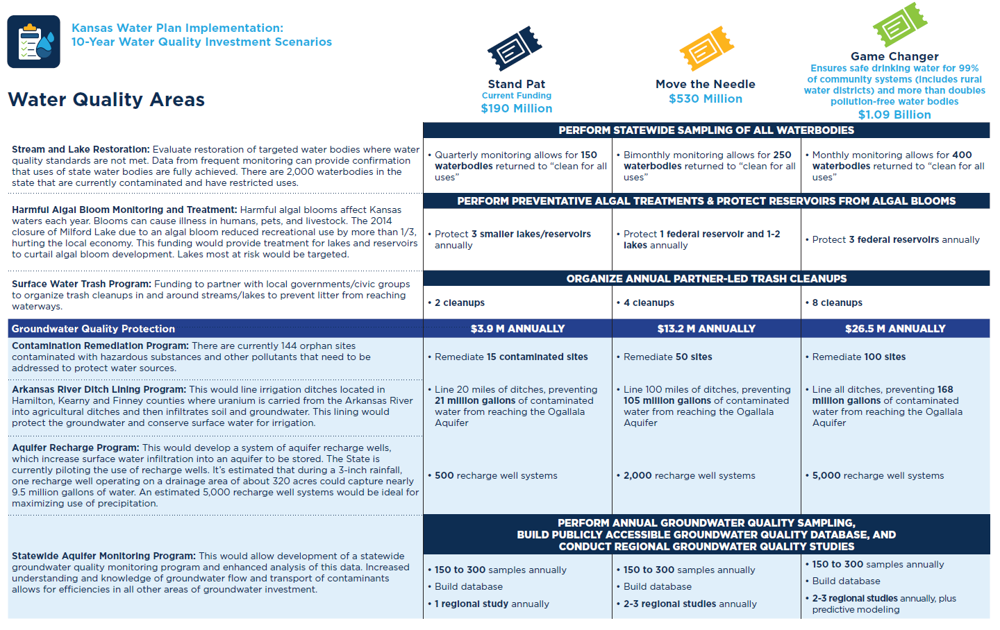 Kansas Water Plan Implementation:
10-Year Water Quality Investment Scenarios
Water Quality Areas
Stand Pat
Current Funding
$190 Million
Move the Needle
$530 Million
Game Changer
Ensures safe drinking water for 99%
of community systems (includes rural
water districts) and more than doubles
pollution-free water bodies
$1.09 Billion
PERFORM STATEWIDE SAMPLING OF ALL WATERBODIES
Stream and Lake Restoration: Evaluate restoration of targeted water bodies where water
quality standards are not met. Data from frequent monitoring can provide confirmation
that uses of state water bodies are fully achieved. There are 2,000 waterbodies in the
state that are currently contaminated and have restricted uses.
• Quarterly monitoring allows for 150
waterbodies returned to “clean for all
uses”
• Bimonthly monitoring allows for 250
waterbodies returned to “clean for all
uses”
• Monthly monitoring allows for 400
waterbodies returned to “clean for all
uses”
PERFORM PREVENTATIVE ALGAL TREATMENTS & PROTECT RESERVOIRS FROM ALGAL BLOOMS
Harmful Algal Bloom Monitoring and Treatment: Harmful algal blooms affect Kansas
waters each year. Blooms can cause illness in humans, pets, and livestock. The 2014
closure of Milford Lake due to an algal bloom reduced recreational use by more than 1/3,
hurting the local economy. This funding would provide treatment for lakes and reservoirs
to curtail algal bloom development. Lakes most at risk would be targeted.
• Protect 3 smaller lakes/reservoirs
annually
• Protect 1 federal reservoir and 1-2
lakes annually
• Protect 3 federal reservoirs annually
ORGANIZE ANNUAL PARTNER-LED TRASH CLEANUPS
Surface Water Trash Program: Funding to partner with local governments/civic groups
to organize trash cleanups in and around streams/lakes to prevent litter from reaching
waterways.
• 2 cleanups
• 4 cleanups
• 8 cleanups
Groundwater Quality Protection
$3.9 M ANNUALLY
$13.2 M ANNUALLY
$26.5 M ANNUALLY
Contamination Remediation Program: There are currently 144 orphan sites
contaminated with hazardous substances and other pollutants that need to be
addressed to protect water sources.
• Remediate 15 contaminated sites
• Remediate 50 sites
• Remediate 100 sites
Arkansas River Ditch Lining Program: This would line irrigation ditches located in
Hamilton, Kearny and Finney counties where uranium is carried from the Arkansas River
into agricultural ditches and then infiltrates soil and groundwater. This lining would
protect the groundwater and conserve surface water for irrigation.
• Line 20 miles of ditches, preventing
21 million gallons of contaminated
water from reaching the Ogallala
Aquifer
• Line 100 miles of ditches, preventing
105 million gallons of contaminated
water from reaching the Ogallala
Aquifer
• Line all ditches, preventing 168
million gallons of contaminated
water from reaching the Ogallala
Aquifer
Aquifer Recharge Program: This would develop a system of aquifer recharge wells,
which increase surface water infiltration into an aquifer to be stored. The State is
currently piloting the use of recharge wells. It’s estimated that during a 3-inch rainfall,
one recharge well operating on a drainage area of about 320 acres could capture nearly
9.5 million gallons of water. An estimated 5,000 recharge well systems would be ideal for
maximizing use of precipitation.
• 500 recharge well systems
• 2,000 recharge well systems
• 5,000 recharge well systems
PERFORM ANNUAL GROUNDWATER QUALITY SAMPLING,
BUILD PUBLICLY ACCESSIBLE GROUNDWATER QUALITY DATABASE, AND
CONDUCT REGIONAL GROUNDWATER QUALITY STUDIES
Statewide Aquifer Monitoring Program: This would allow development of a statewide
groundwater quality monitoring program and enhanced analysis of this data. Increased
understanding and knowledge of groundwater flow and transport of contaminants
allows for efficiencies in all other areas of groundwater investment.
• 150 to 300 samples annually
• Build database
• 1 regional study annually
• 150 to 300 samples annually
• Build database
• 2-3 regional studies annually
• 150 to 300 samples annually
• Build database
• 2-3 regional studies annually, plus
predictive modeling